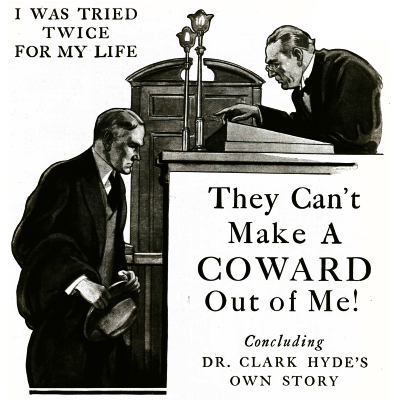 I WAS TRIED
TWICE
FOR MY LIFE
They Can't
Make A
COWARD
Out of Me!
Concluding
DR. CLARK HYDE'S
OWN STORY